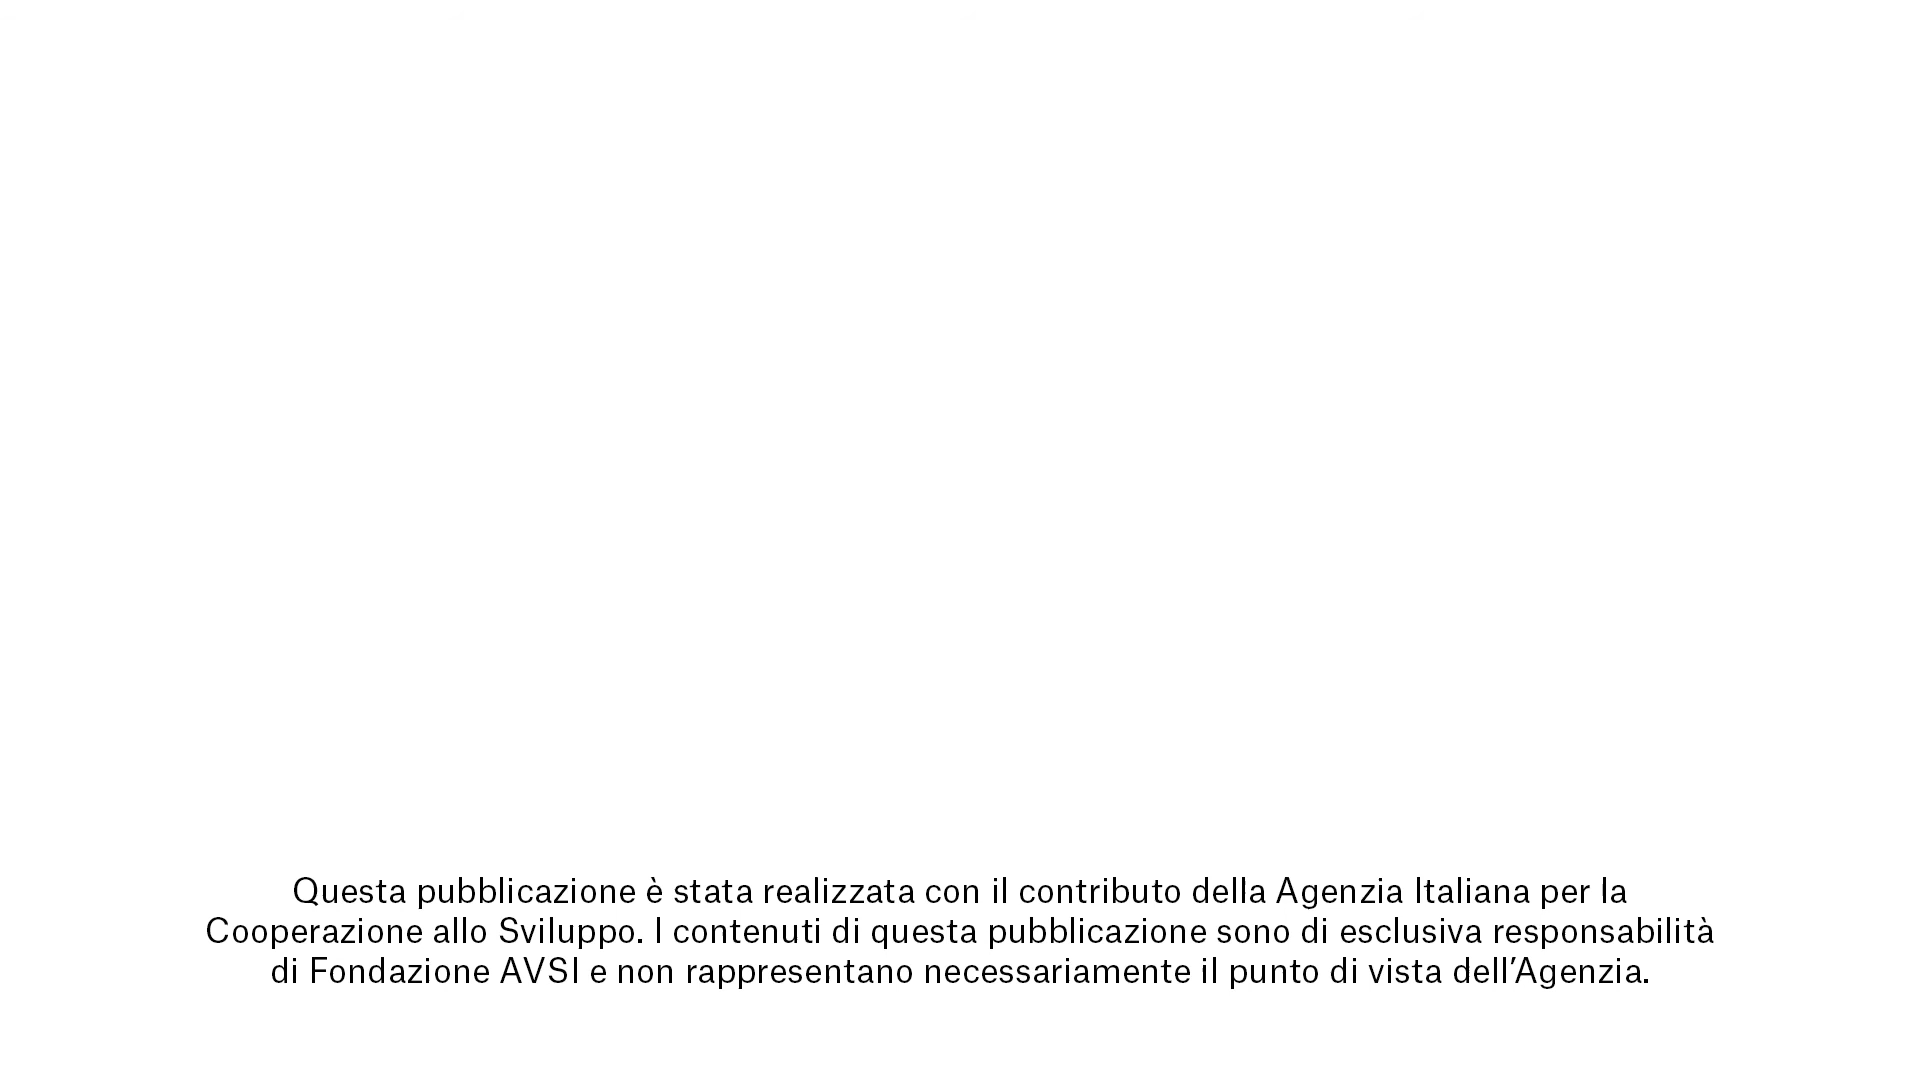 Questa pubblicazione è stata realizzata con il contributo della Agenzia Italiana per la
Cooperazione allo Sviluppo. I contenuti di questa pubblicazione sono di esclusiva responsabilità
di Fondazione AVSI e non rappresentano necessariamente il punto di vista dell’Agenzia.